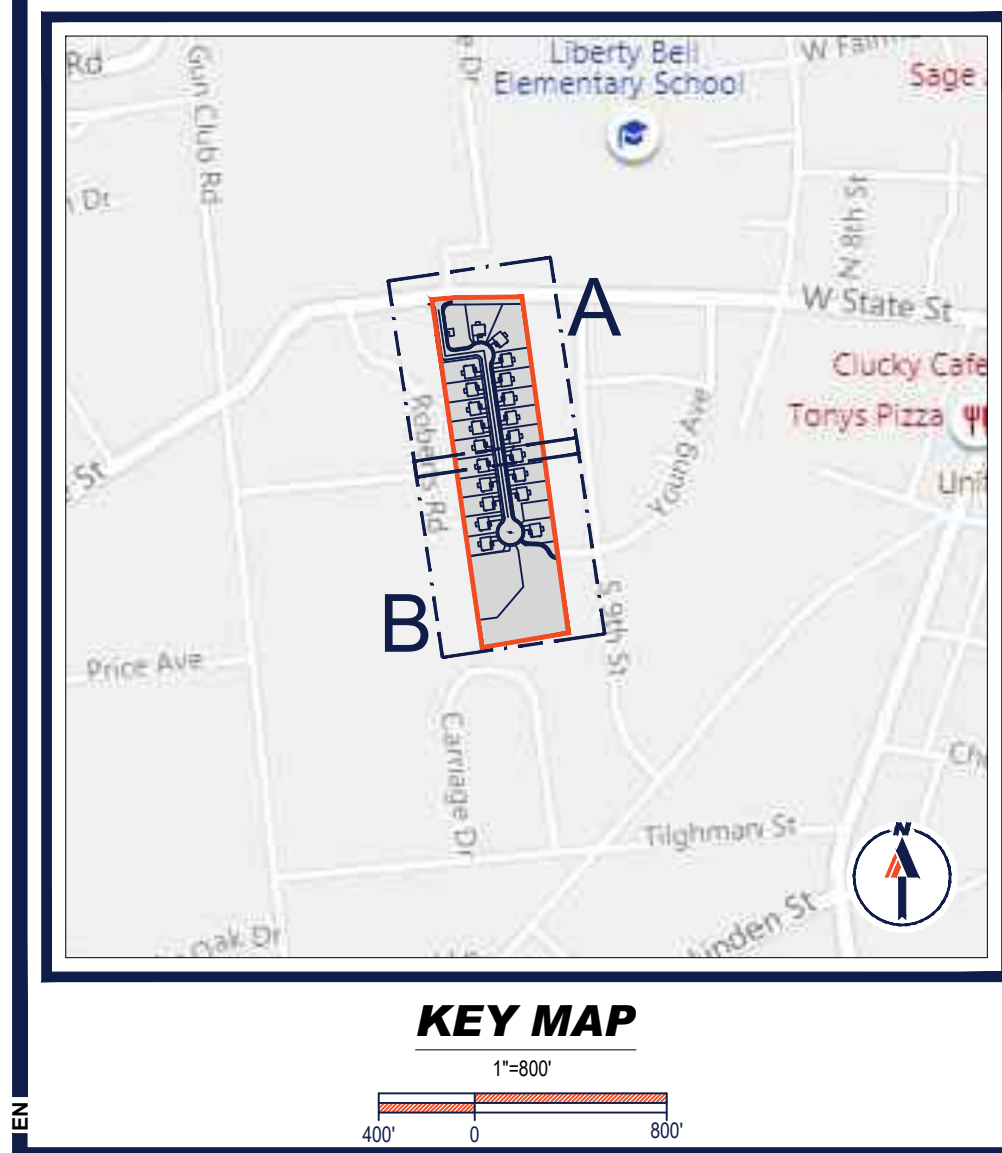 Rd
Gun Club Rd
e Dr
Liberty Bell
Elementary School
Sage
n Dr
N 8th St
A
W State St
Clucky Cafe
Tonys Pizza
Roberts Rd
Young Ave
St
Unit
B
S 9th St
Price Ave
Carriage Dr
Tilghman St
N
Oak Dr
Linden St
KEY MAP
1"=800'
400'
0
800'
EN